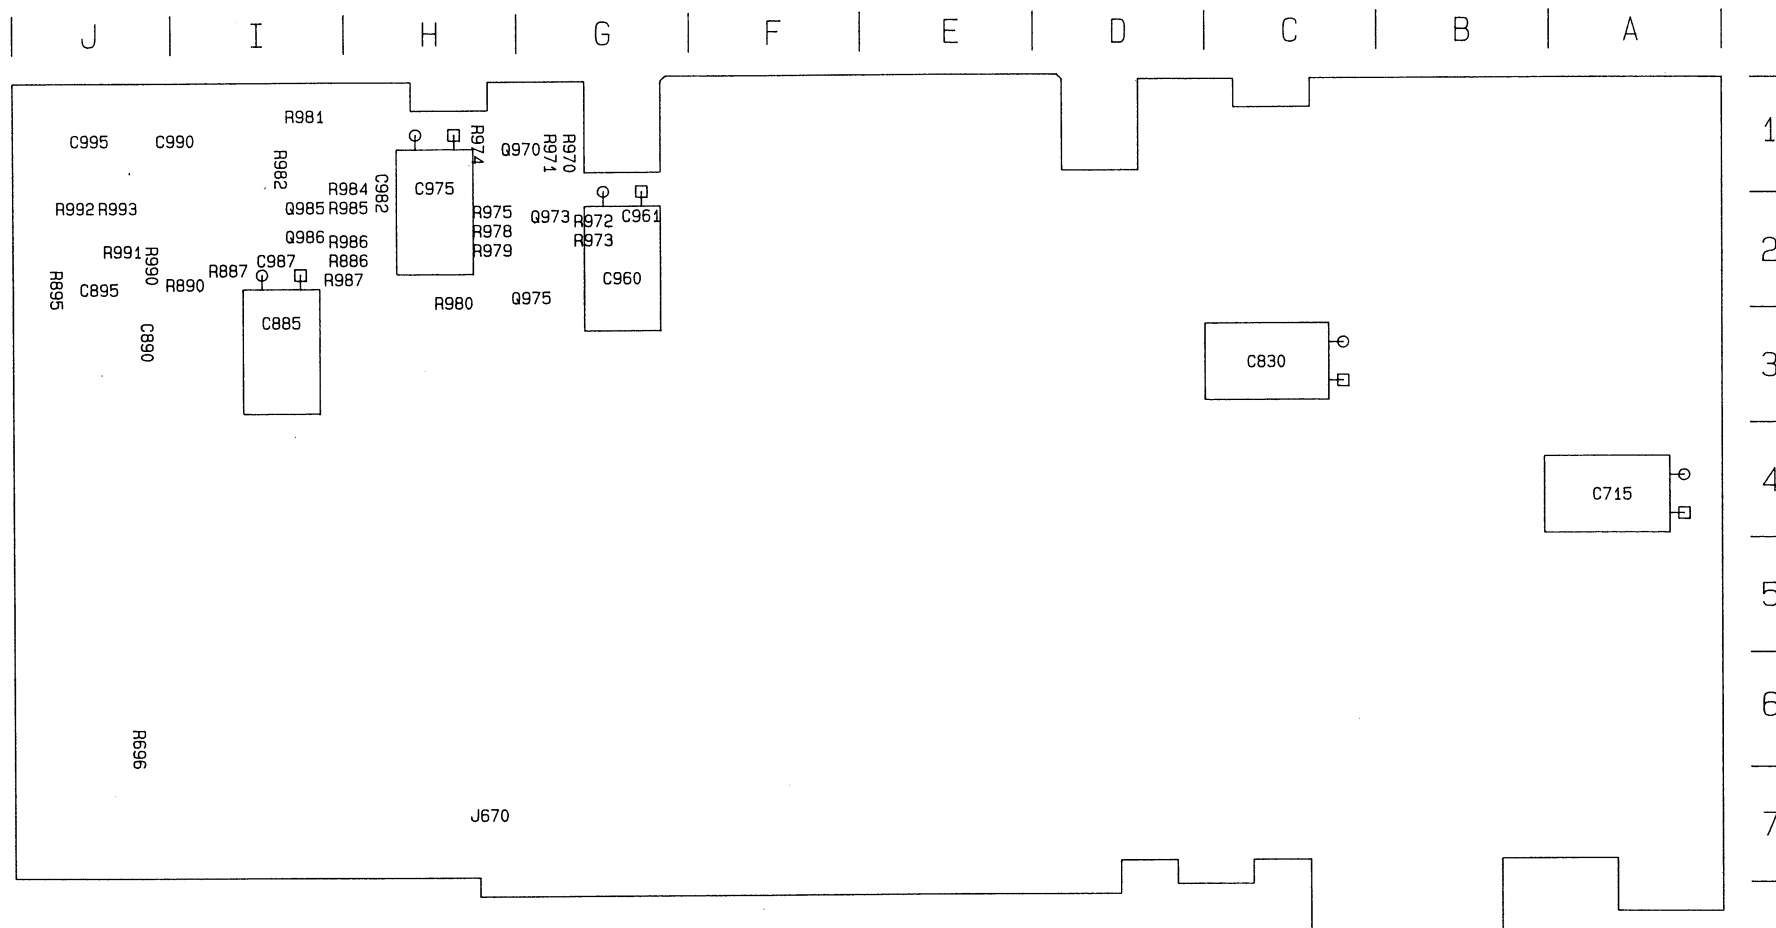 J I H G F E D C B A
R981
1
C995 C990 R974 Q970 R971 R970
R982
R984 C982 C975
R992 R993 Q985 R985 R975 Q973 R972 C961
Q986 R986 R978 R973
R991 R990 C987 R886 R979 2
R895 C895 R890 R887 R987 C960
R980 Q975
C890 C885
C830 3
C715 4
5
6
R696
J670 7